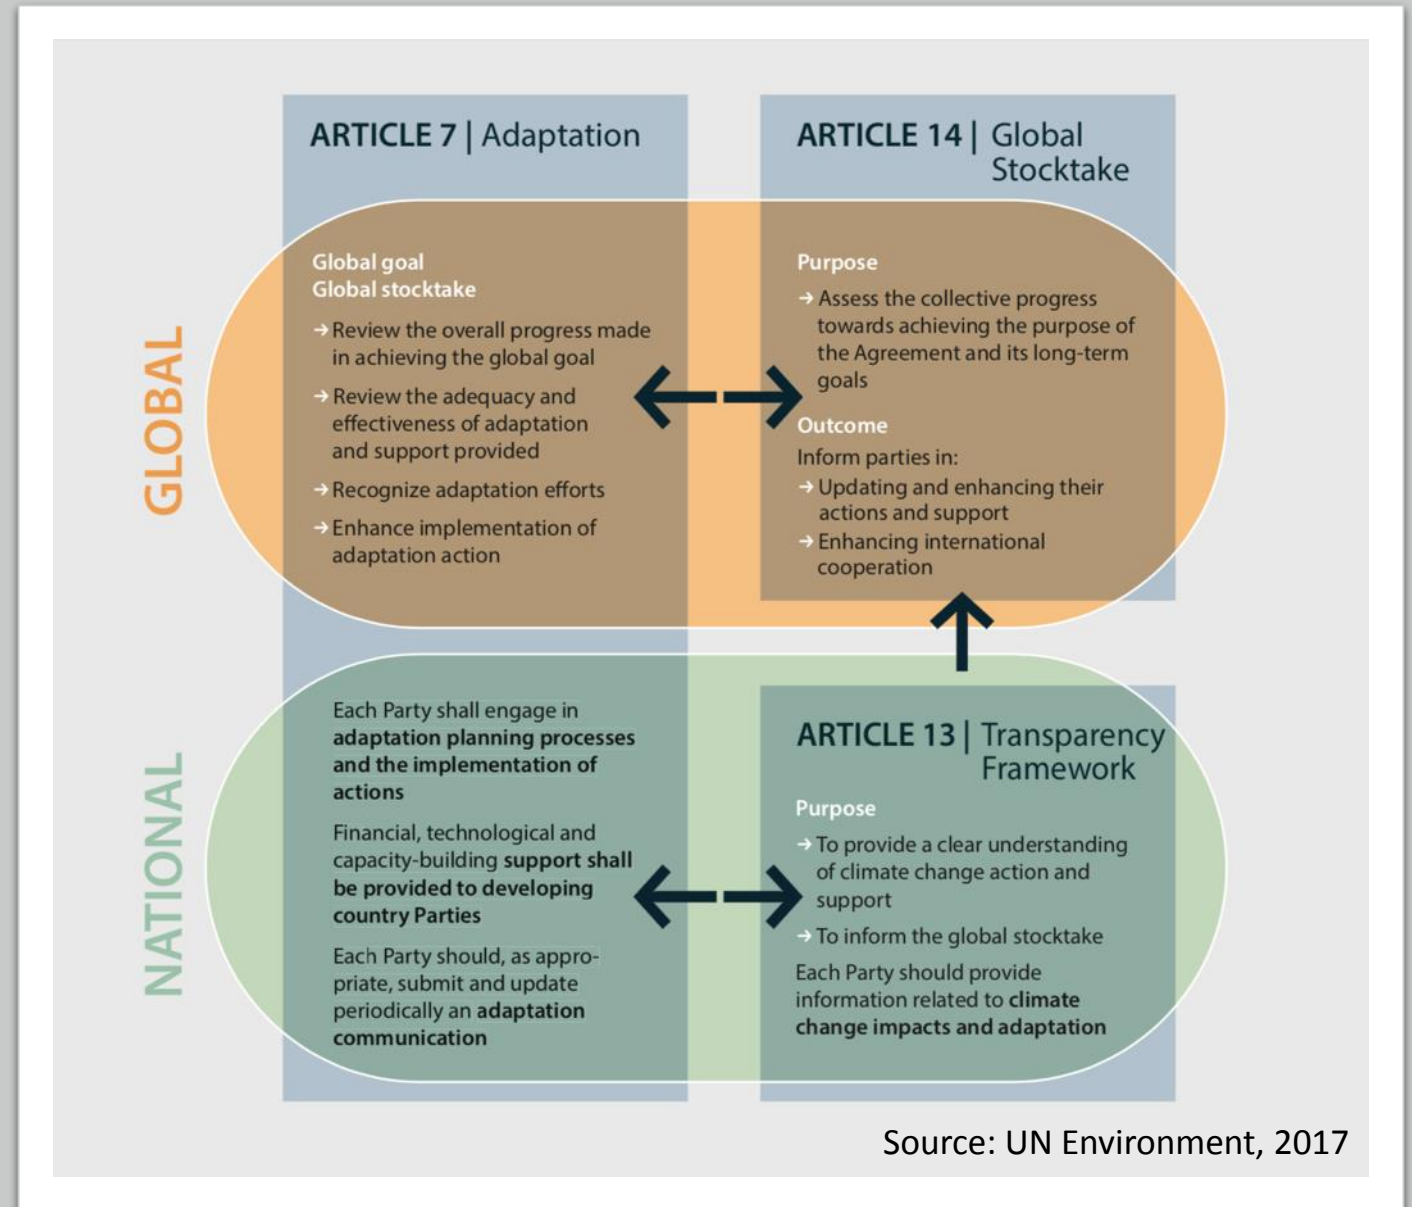 ARTICLE 7 | Adaptation
GLOBAL
Global goal
Global stocktake
→ Review the overall progress made
in achieving the global goal
→ Review the adequacy and
effectiveness of adaptation
and support provided
→ Recognize adaptation efforts
→ Enhance implementation of
adaptation action
ARTICLE 14 | Global
Stocktake
Purpose
→ Assess the collective progress
towards achieving the purpose of
the Agreement and its long-term
goals
Outcome
Inform parties in:
→ Updating and enhancing their
actions and support
→ Enhancing international
cooperation
NATIONAL
Each Party shall engage in
adaptation planning processes
and the implementation of
actions
Financial, technological and
capacity-building support shall
be provided to developing
country Parties
Each Party should, as appro-
priate, submit and update
periodically an adaptation
communication
ARTICLE 13 | Transparency
Framework
Purpose
→ To provide a clear understanding
of climate change action and
support
→ To inform the global stocktake
Each Party should provide
information related to climate
change impacts and adaptation
Source: UN Environment, 2017